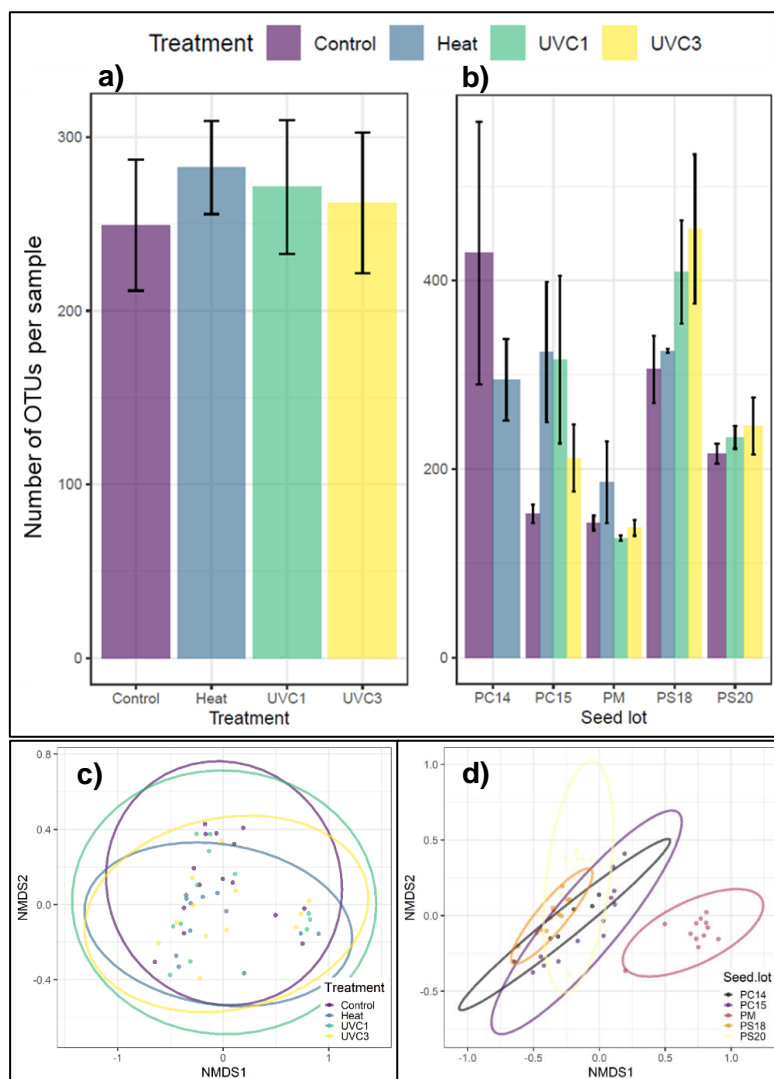 Treatment Control Heat UVC1 UVC3
a)
b)
Number of OTUs per sample
300
200
100
0
Control Heat UVC1 UVC3
Treatment
400
200
0
PC14 PC15 PM PS18 PS20
Seed lot
c)
NMDS2
0.8
0.4
0.0
-0.4
-1 0 1
NMDS1
Treatment
Control
Heat
UVC1
UVC3
d)
NMDS2
1.0
0.5
0.0
-0.5
-1.0 -0.5 0.0 0.5 1.0
NMDS1
Seed.lot
PC14
PC15
PM
PS18
PS20